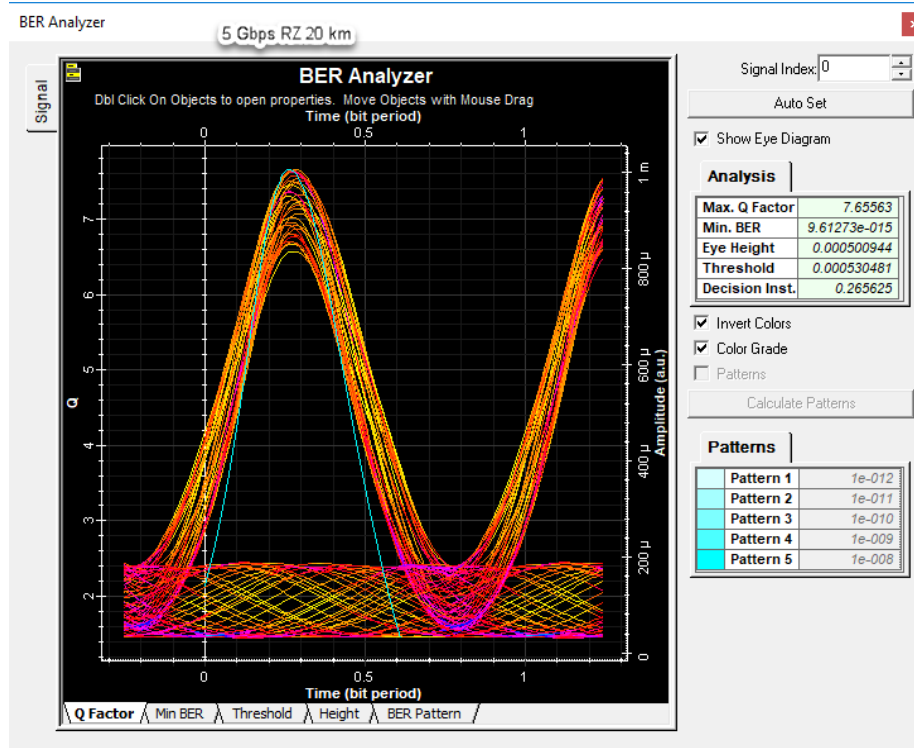 BER Analyzer
5 Gbps RZ 20 km
Signal
BER Analyzer
Dbl Click On Objects to open properties. Move Objects with Mouse Drag
Time (bit period)
0 0.5 1
Q
7
6
5
4
3
2
1 m
800 µ
600 µ
400 µ
200 µ
0
Amplitude (a.u.)
0 0.5 1
Time (bit period)
Q Factor Min BER Threshold Height BER Pattern
Signal Index: 0
Auto Set
Show Eye Diagram
Analysis
Max. Q Factor 7.65563
Min. BER 9.61273e-015
Eye Height 0.000500944
Threshold 0.000530481
Decision Inst. 0.265625
Invert Colors
Color Grade
Patterns
Calculate Patterns
Patterns
Pattern 1 1e-012
Pattern 2 1e-011
Pattern 3 1e-010
Pattern 4 1e-009
Pattern 5 1e-008